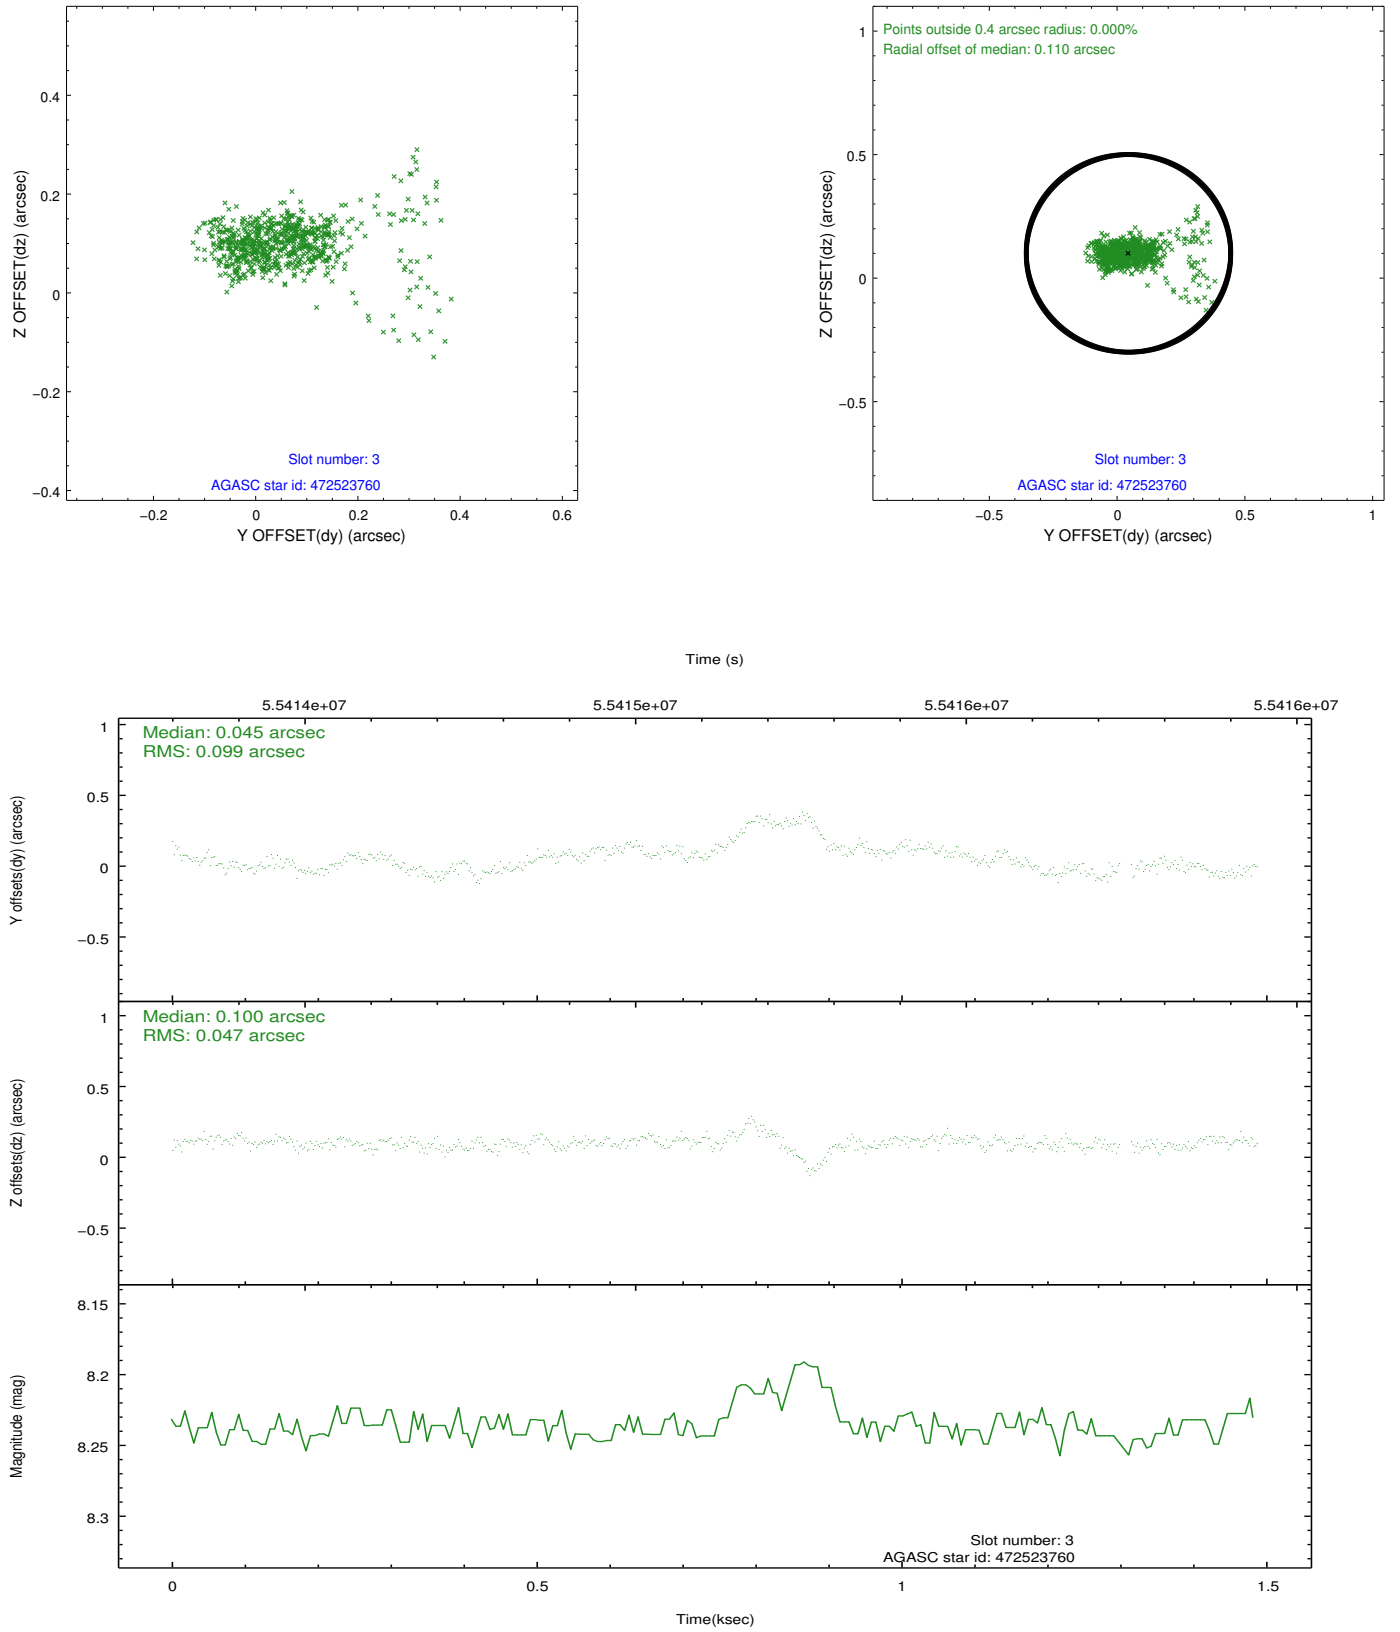 0.4
0.2
0
−0.2
−0.4
Z OFFSET(dz) (arcsec)
Slot number: 3
AGASC star id: 472523760
−0.2 0 0.2 0.4 0.6
Y OFFSET(dy) (arcsec)
Points outside 0.4 arcsec radius: 0.000%
Radial offset of median: 0.110 arcsec
1
0.5
0
−0.5
Z OFFSET(dz) (arcsec)
Slot number: 3
AGASC star id: 472523760
−0.5 0 0.5 1
Y OFFSET(dy) (arcsec)
Time (s)
5.5414e+07 5.5415e+07 5.5416e+07 5.5416e+07
Median: 0.045 arcsec
RMS: 0.099 arcsec
1
0.5
0
−0.5
Y offsets(dy) (arcsec)
Median: 0.100 arcsec
RMS: 0.047 arcsec
1
0.5
0
−0.5
Z offsets(dz) (arcsec)
8.15
8.2
8.25
8.3
Magnitude (mag)
Slot number: 3
AGASC star id: 472523760
0 0.5 1 1.5
Time(ksec)